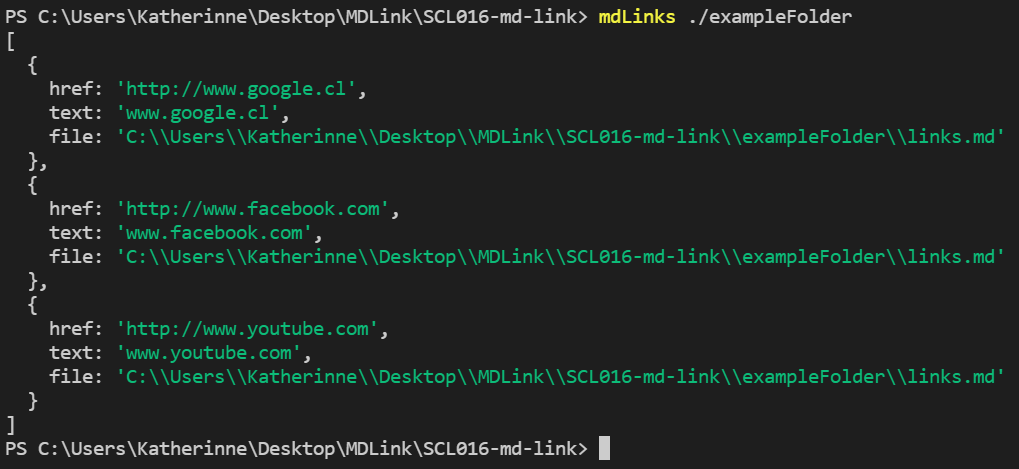 PS C:\Users\Katherinne\Desktop\MDLink\SCL016-md-link> mdLinks ./exampleFolder
[
  {
    href: 'http://www.google.cl',
    text: 'www.google.cl',
    file: 'C:\\Users\\Katherinne\\Desktop\\MDLink\\SCL016-md-link\\exampleFolder\\links.md'
  },
  {
    href: 'http://www.facebook.com',
    text: 'www.facebook.com',
    file: 'C:\\Users\\Katherinne\\Desktop\\MDLink\\SCL016-md-link\\exampleFolder\\links.md'
  },
  {
    href: 'http://www.youtube.com',
    text: 'www.youtube.com',
    file: 'C:\\Users\\Katherinne\\Desktop\\MDLink\\SCL016-md-link\\exampleFolder\\links.md'
  }
]
PS C:\Users\Katherinne\Desktop\MDLink\SCL016-md-link>